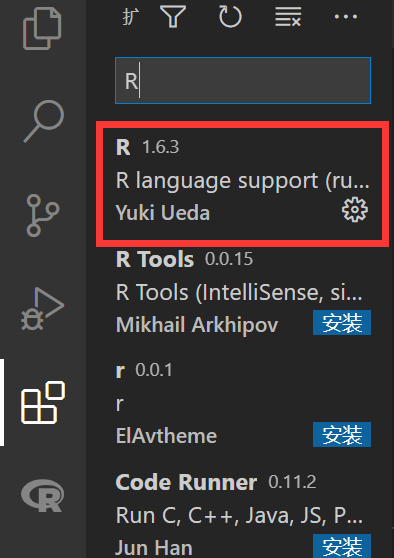 扩
R
R 1.6.3
R language support (ru...
Yuki Ueda
R Tools 0.0.15
R Tools (IntelliSense, si...
Mikhail Arkhipov 安装
r 0.0.1
r
ElAvtheme 安装
Code Runner 0.11.2
Run C, C++, Java, JS, P...
Jun Han 安装
R